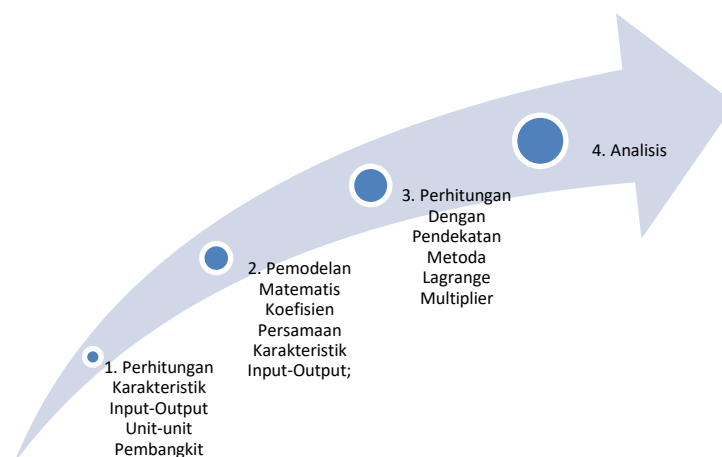 1. Perhitungan
Karakteristik
Input-Output
Unit-unit
Pembangkit
2. Pemodelan
Matematis
Koefisien
Persamaan
Karakteristik
Input-Output;
3. Perhitungan
Dengan
Pendekatan
Metoda
Lagrange
Multiplier
4. Analisis